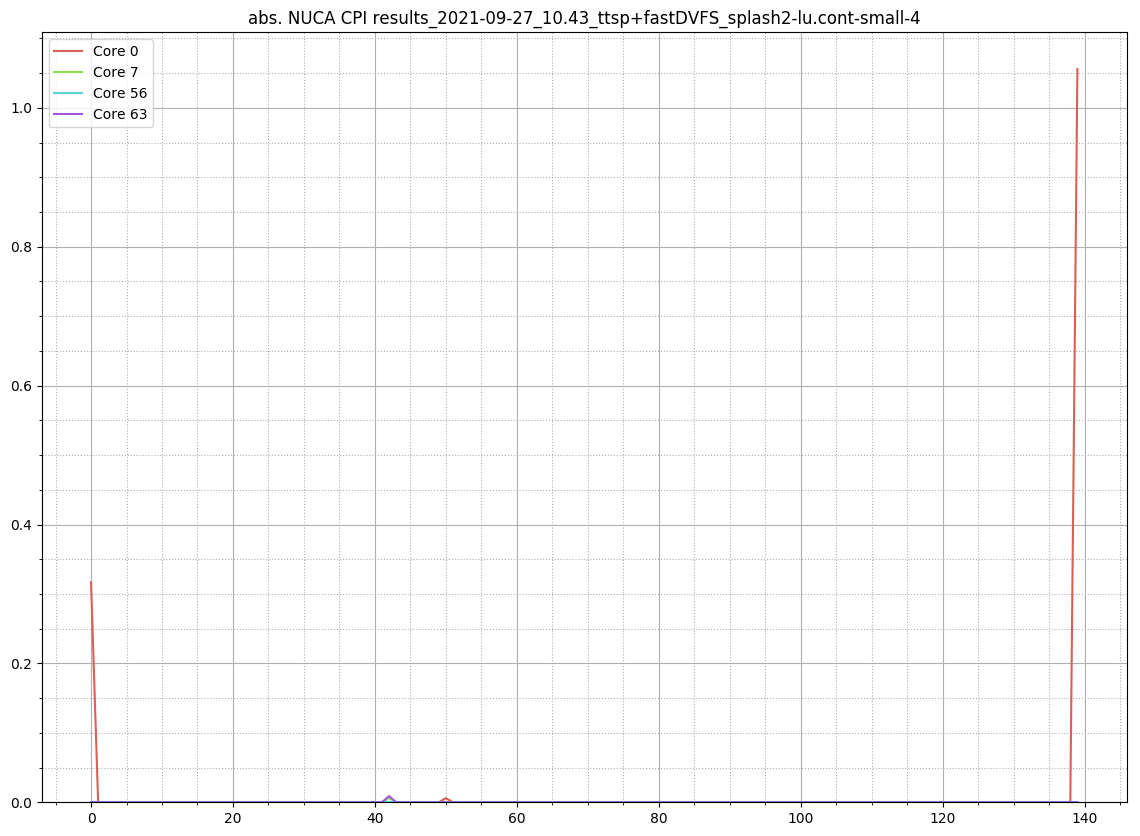 abs. NUCA CPI results_2021-09-27_10.43_ttsp+fastDVFS_splash2-lu.cont-small-4
Core 0
Core 7
Core 56
Core 63
1.0
0.8
0.6
0.4
0.2
0.0
0 20 40 60 80 100 120 140